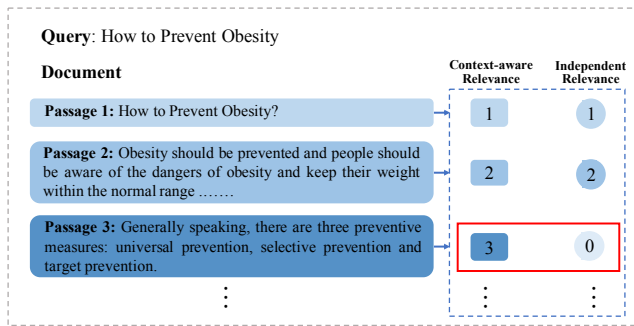 Query: How to Prevent Obesity
Document
Context-aware Relevance
Independent Relevance
Passage 1: How to Prevent Obesity?
1
1
Passage 2: Obesity should be prevented and people should
be aware of the dangers of obesity and keep their weight
within the normal range …….
2
2
Passage 3: Generally speaking, there are three preventive
measures: universal prevention, selective prevention and
target prevention.
3
0